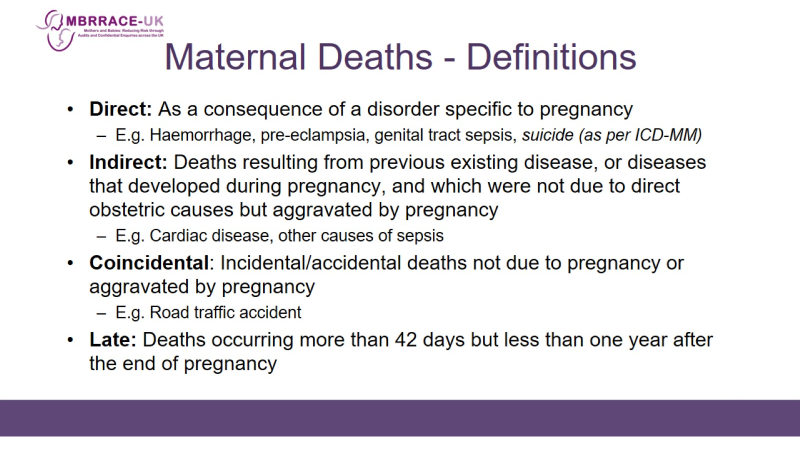 MBRRACE-UK
Mothers and Babies: Reducing Risk through
Audits and Confidential Enquiries across the UK
Maternal Deaths - Definitions
• Direct: As a consequence of a disorder specific to pregnancy
– E.g. Haemorrhage, pre-eclampsia, genital tract sepsis, suicide (as per ICD-MM)
• Indirect: Deaths resulting from previous existing disease, or diseases
that developed during pregnancy, and which were not due to direct
obstetric causes but aggravated by pregnancy
– E.g. Cardiac disease, other causes of sepsis
• Coincidental: Incidental/accidental deaths not due to pregnancy or
aggravated by pregnancy
– E.g. Road traffic accident
• Late: Deaths occurring more than 42 days but less than one year after
the end of pregnancy